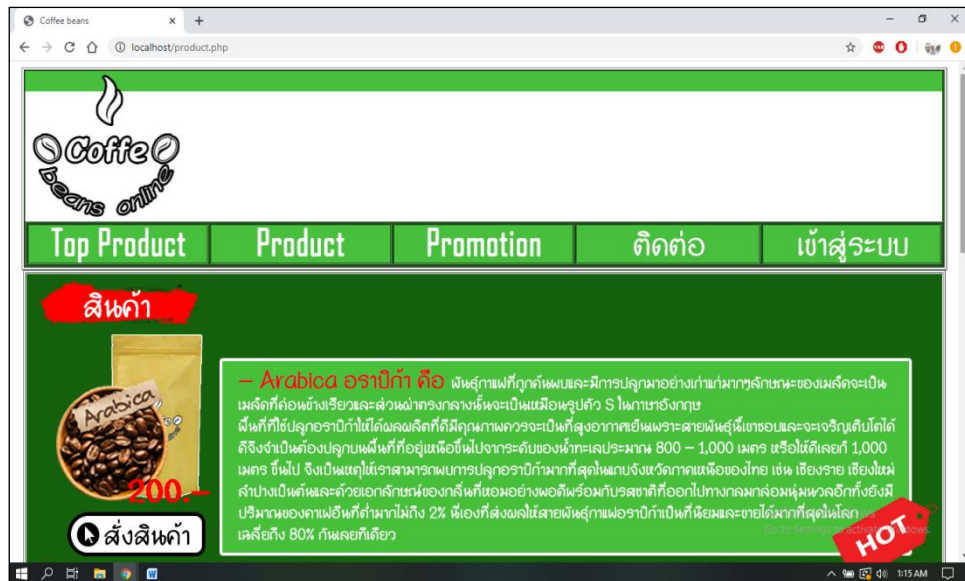 Coffee beans
localhost/product.php
Coffe
beans online
Top Product Product Promotion ติดต่อ เข้าสู่ระบบ
สินค้า
Arabica
200.-
สั่งสินค้า
– Arabica อราบิก้า คือ พันธุ์กาแฟที่ถูกค้นพบและมีการปลูกมาอย่างเก่าแก่มากๆลักษณะของเมล็ดจะเป็น
เมล็ดที่ค่อนข้างเรียวและส่วนผ่าตรงกลางนั้นจะเป็นเหมือนรูปตัว S ในภาษาอังกฤษ
พื้นที่ที่ใช้ปลูกอราบิก้าให้ได้ผลผลิตที่ดีมีคุณภาพควรจะเป็นที่สูงอากาศเย็นเพราะสายพันธุ์นี้เขาชอบและจะเจริญเติบโตได้
ดีจึงจำเป็นต้องปลูกบนพื้นที่ที่อยู่เหนือขึ้นไปจากระดับของน้ำทะเลประมาณ 800 – 1,000 เมตร หรือให้ดีเลยก็ 1,000
เมตร ขึ้นไป จึงเป็นเหตุให้เราสามารถพบการปลูกอราบิก้ามากที่สุดในแถบจังหวัดภาคเหนือของไทย เช่น เชียงราย เชียงใหม่
ลำปางเป็นต้นและด้วยเอกลักษณ์ของกลิ่นที่หอมอย่างพอดีพร้อมกับรสชาติที่ออกไปทางกลมกล่อมนุ่มนวลอีกทั้งยังมี
ปริมาณของคาเฟอีนที่ต่ำมากไม่ถึง 2% นี่เองที่ส่งผลให้สายพันธุ์กาแฟอราบิก้าเป็นที่นิยมและขายได้มากที่สุดในโลก
เฉลี่ยถึง 80% กันเลยทีเดียว
Go to Settings to activate Windows.
HOT
1:15 AM